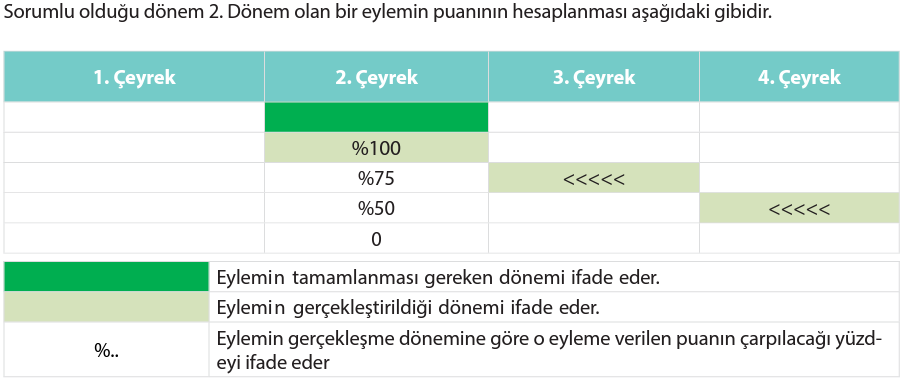 Sorumlu olduğu dönem 2. Dönem olan bir eylemin puanının hesaplanması aşağıdaki gibidir.
1. Çeyrek 2. Çeyrek 3. Çeyrek 4. Çeyrek
%100
%75 <<<<<
%50 <<<<<
0
Eylemin tamamlanması gereken dönemi ifade eder.
Eylemin gerçekleştirildiği dönemi ifade eder.
%.. Eylemin gerçekleşme dönemine göre o eyleme verilen puanın çarpılacağı yüzd-
eyi ifade eder